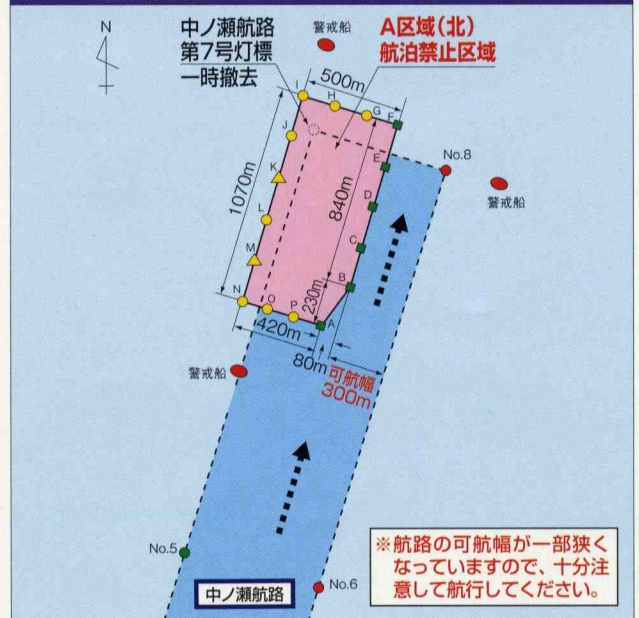 N
中ノ瀬航路
第7号灯標
一時撤去
警戒船
A区域(北)
航泊禁止区域
500m
I
H
G
F
J
E
No.8
K
1070m
840m
D
警戒船
L
C
M
B
N
O
P
230m
A
420m
80m
可航幅
300m
警戒船
No.5
No.6
中ノ瀬航路
※航路の可航幅が一部狭く
なっていますので、十分注
意して航行してください。